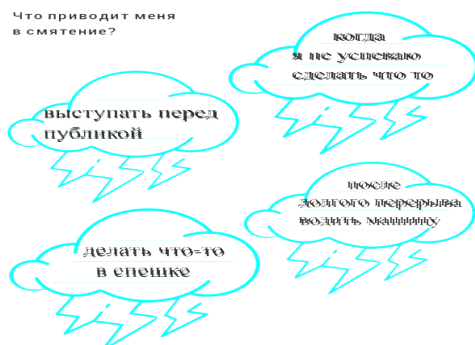 Что приводит меня
в смятение?
когда
я не успеваю
сделать что то
выступать перед
публикой
после
долгого перерыва
водить машину
делать что-то
в спешке